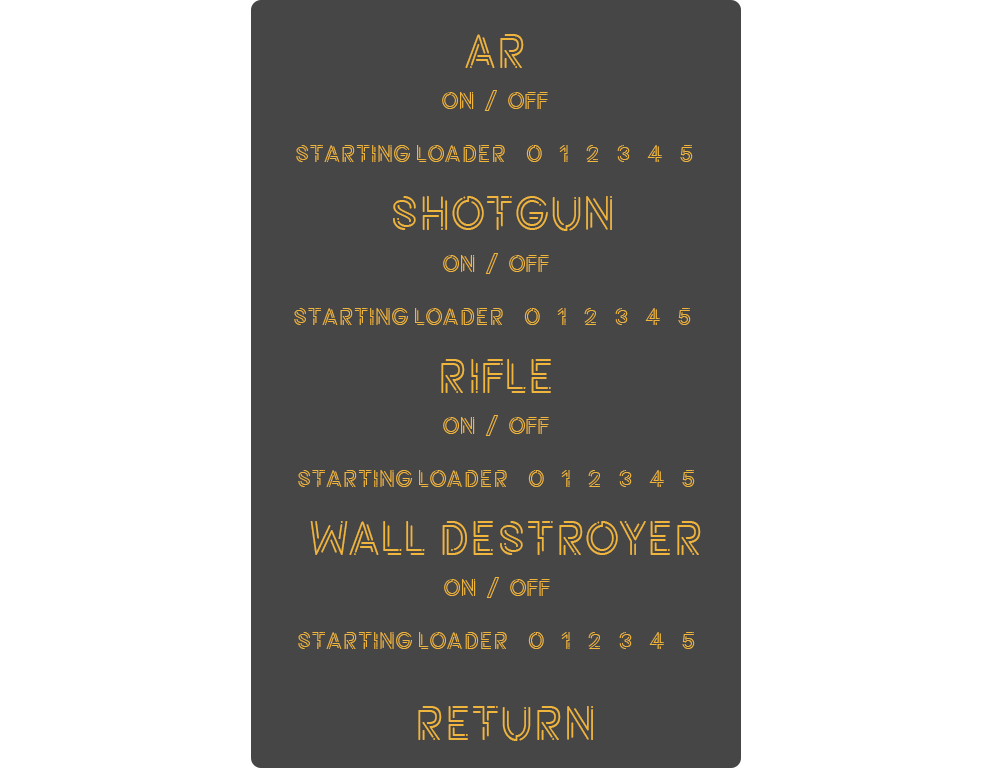 AR
ON / OFF
STARTING LOADER 0 1 2 3 4 5
SHOTGUN
ON / OFF
STARTING LOADER 0 1 2 3 4 5
RIFLE
ON / OFF
STARTING LOADER 0 1 2 3 4 5
WALL DESTROYER
ON / OFF
STARTING LOADER 0 1 2 3 4 5
RETURN